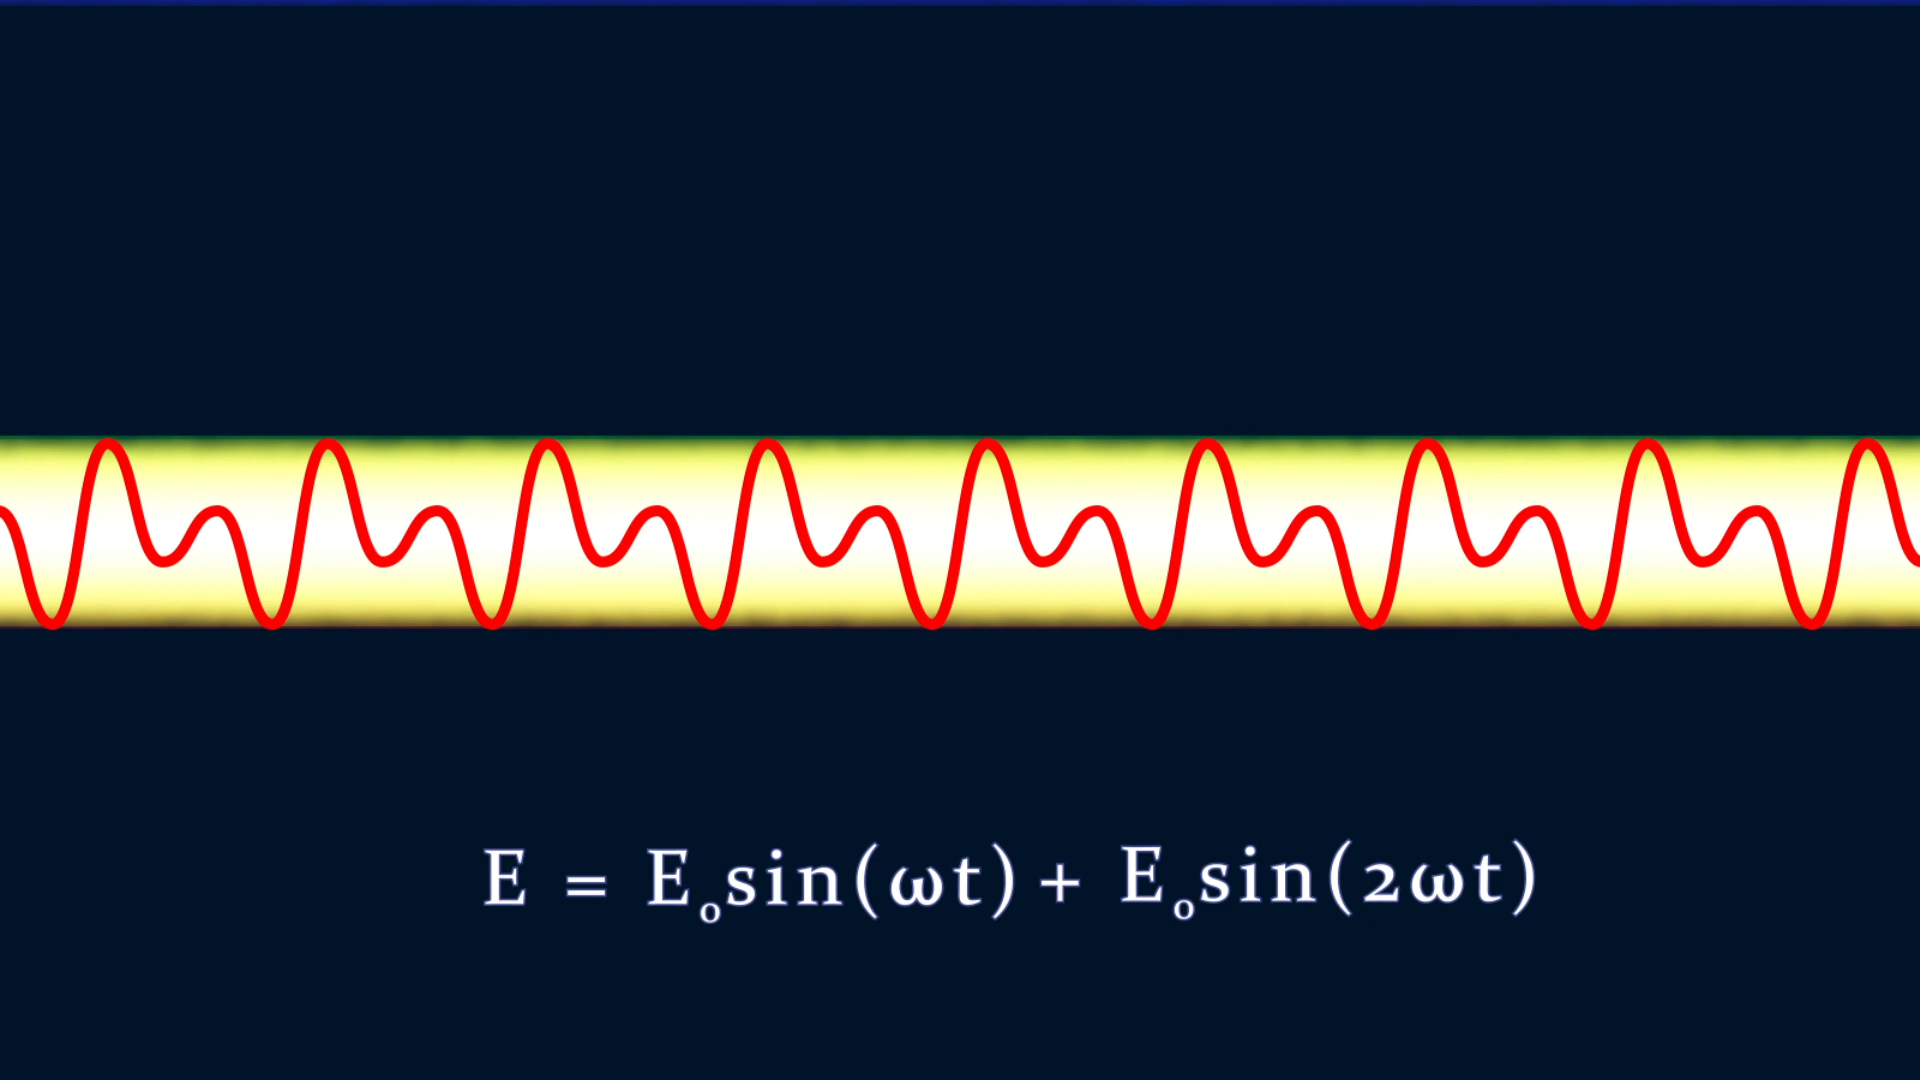 E = E₀sin(ωt) + E₀sin(2ωt)